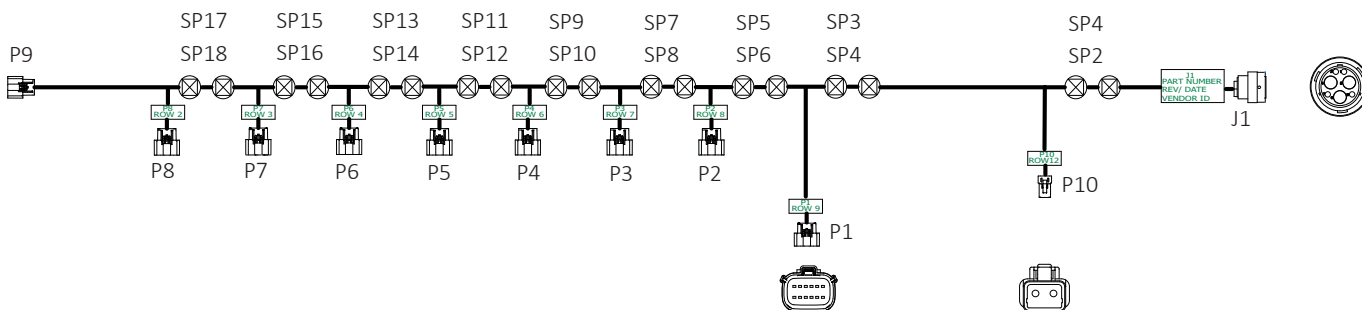 SP17
SP15
SP13
SP11
SP9
SP7
SP5
SP3
SP4
P9
SP18
SP16
SP14
SP12
SP10
SP8
SP6
SP4
SP2
J1
PART NUMBER
REV/ DATE
VENDOR ID
J1
P8
ROW 2
P7
ROW 3
P6
ROW 4
P5
ROW 5
P4
ROW 6
P3
ROW 7
P2
ROW 8
P8
P7
P6
P5
P4
P3
P2
P10
ROW12
P10
P1
ROW 9
P1